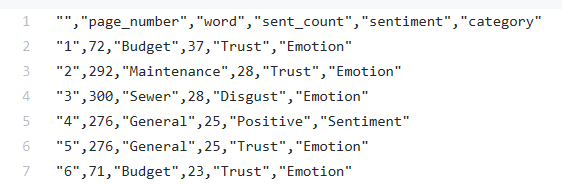 1 "","page_number","word","sent_count","sentiment","category"
2 "1",72,"Budget",37,"Trust","Emotion"
3 "2",292,"Maintenance",28,"Trust","Emotion"
4 "3",300,"Sewer",28,"Disgust","Emotion"
5 "4",276,"General",25,"Positive","Sentiment"
6 "5",276,"General",25,"Trust","Emotion"
7 "6",71,"Budget",23,"Trust","Emotion"